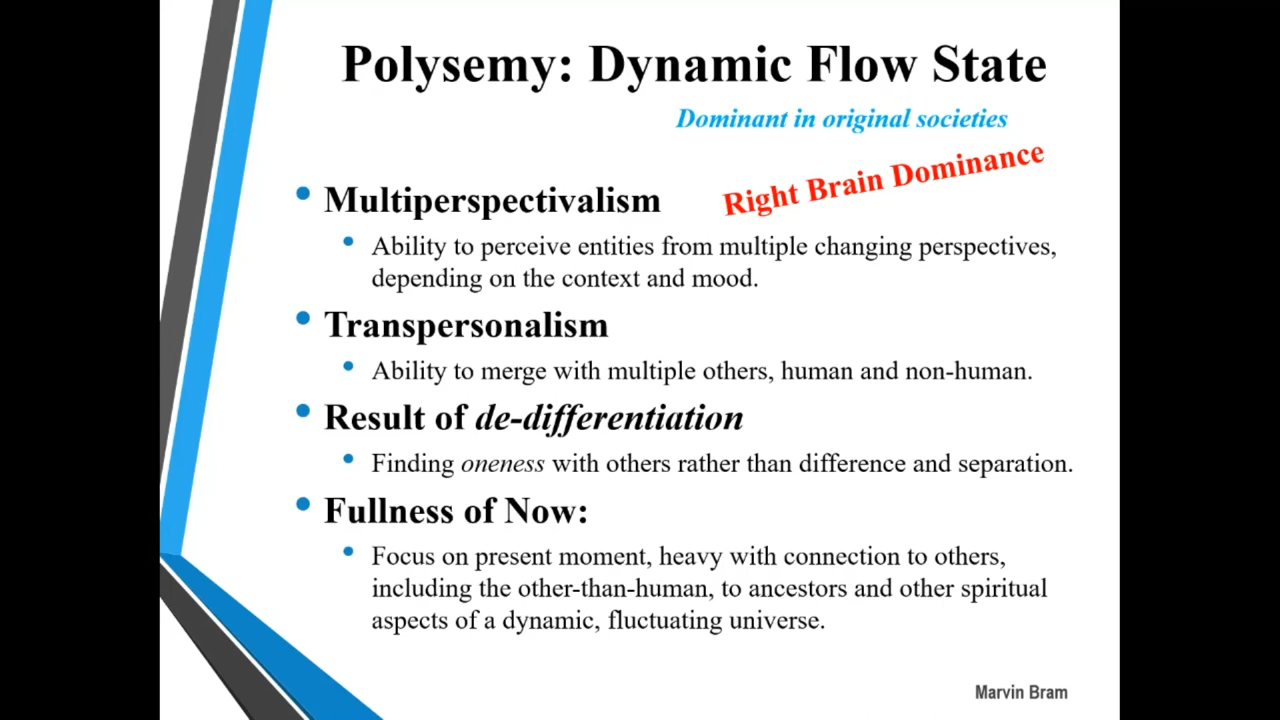 Polysemy: Dynamic Flow State
Dominant in original societies
Right Brain Dominance
• Multiperspectivalism
• Ability to perceive entities from multiple changing perspectives,
depending on the context and mood.
• Transpersonalism
• Ability to merge with multiple others, human and non-human.
• Result of de-differentiation
• Finding oneness with others rather than difference and separation.
• Fullness of Now:
• Focus on present moment, heavy with connection to others,
including the other-than-human, to ancestors and other spiritual
aspects of a dynamic, fluctuating universe.
Marvin Bram